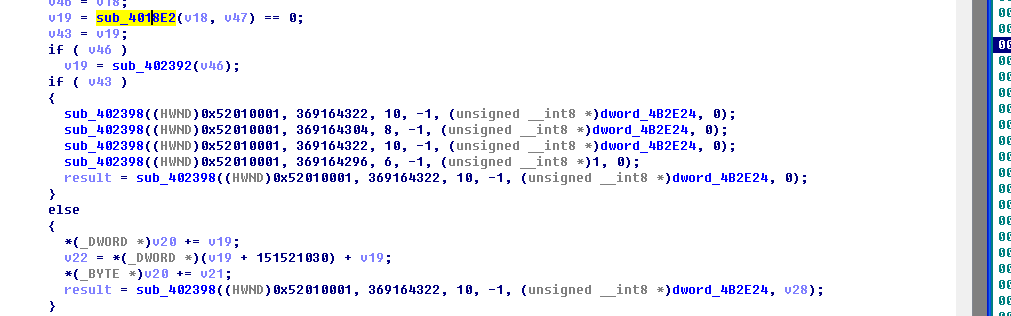 v46 = v18;
v19 = sub_4018E2(v18, v47) == 0;
v43 = v19;
if ( v46 )
v19 = sub_402392(v46);
if ( v43 )
{
sub_402398((HWND)0x52010001, 369164322, 10, -1, (unsigned __int8 *)dword_4B2E24, 0);
sub_402398((HWND)0x52010001, 369164304, 8, -1, (unsigned __int8 *)dword_4B2E24, 0);
sub_402398((HWND)0x52010001, 369164322, 10, -1, (unsigned __int8 *)dword_4B2E24, 0);
sub_402398((HWND)0x52010001, 369164296, 6, -1, (unsigned __int8 *)1, 0);
result = sub_402398((HWND)0x52010001, 369164322, 10, -1, (unsigned __int8 *)dword_4B2E24, 0);
}
else
{
*(_DWORD *)v20 += v19;
v22 = *(_DWORD *)(v19 + 151521030) + v19;
*(_BYTE *)v20 += v21;
result = sub_402398((HWND)0x52010001, 369164322, 10, -1, (unsigned __int8 *)dword_4B2E24, v28);
}